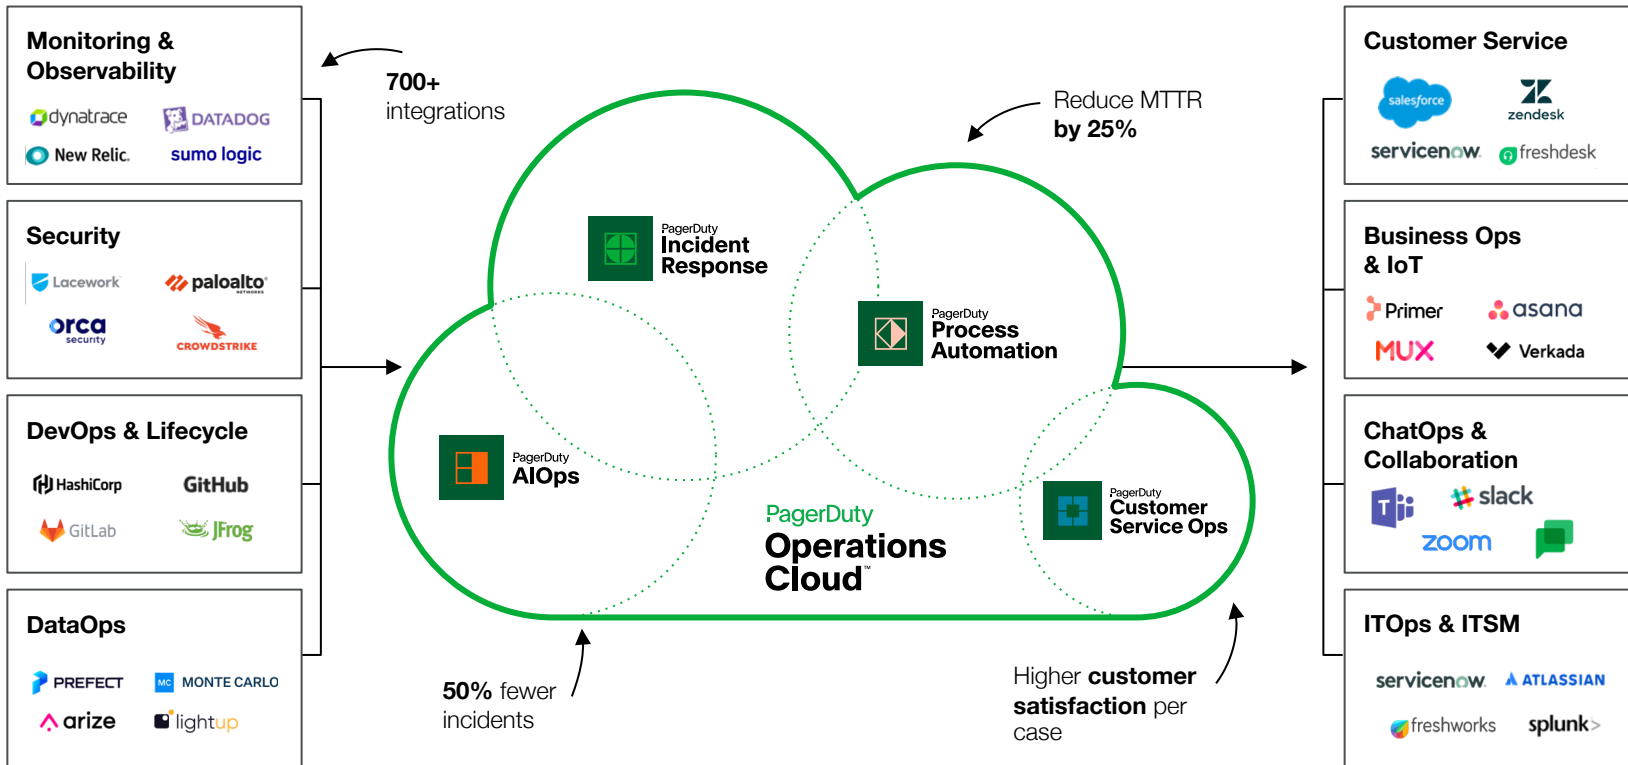 Monitoring &
Observability
dynatrace
DATADOG
New Relic.
sumo logic
Security
Lacework
paloalto
NETWORKS
orca
security
CROWDSTRIKE
DevOps & Lifecycle
HashiCorp
GitHub
GitLab
JFrog
DataOps
PREFECT
MC MONTE CARLO
arize
lightup
700+
integrations
PagerDuty
Incident
Response
PagerDuty
AIOps
50% fewer
incidents
Reduce MTTR
by 25%
PagerDuty
Process
Automation
PagerDuty
Customer
Service Ops
PagerDuty
Operations
Cloud™
Higher customer
satisfaction per
case
Customer Service
salesforce
zendesk
servicenow.
freshdesk
Business Ops
& IoT
Primer
asana
MUX
Verkada
ChatOps &
Collaboration
T
slack
zoom
ITOps & ITSM
servicenow.
ATLASSIAN
freshworks
splunk>